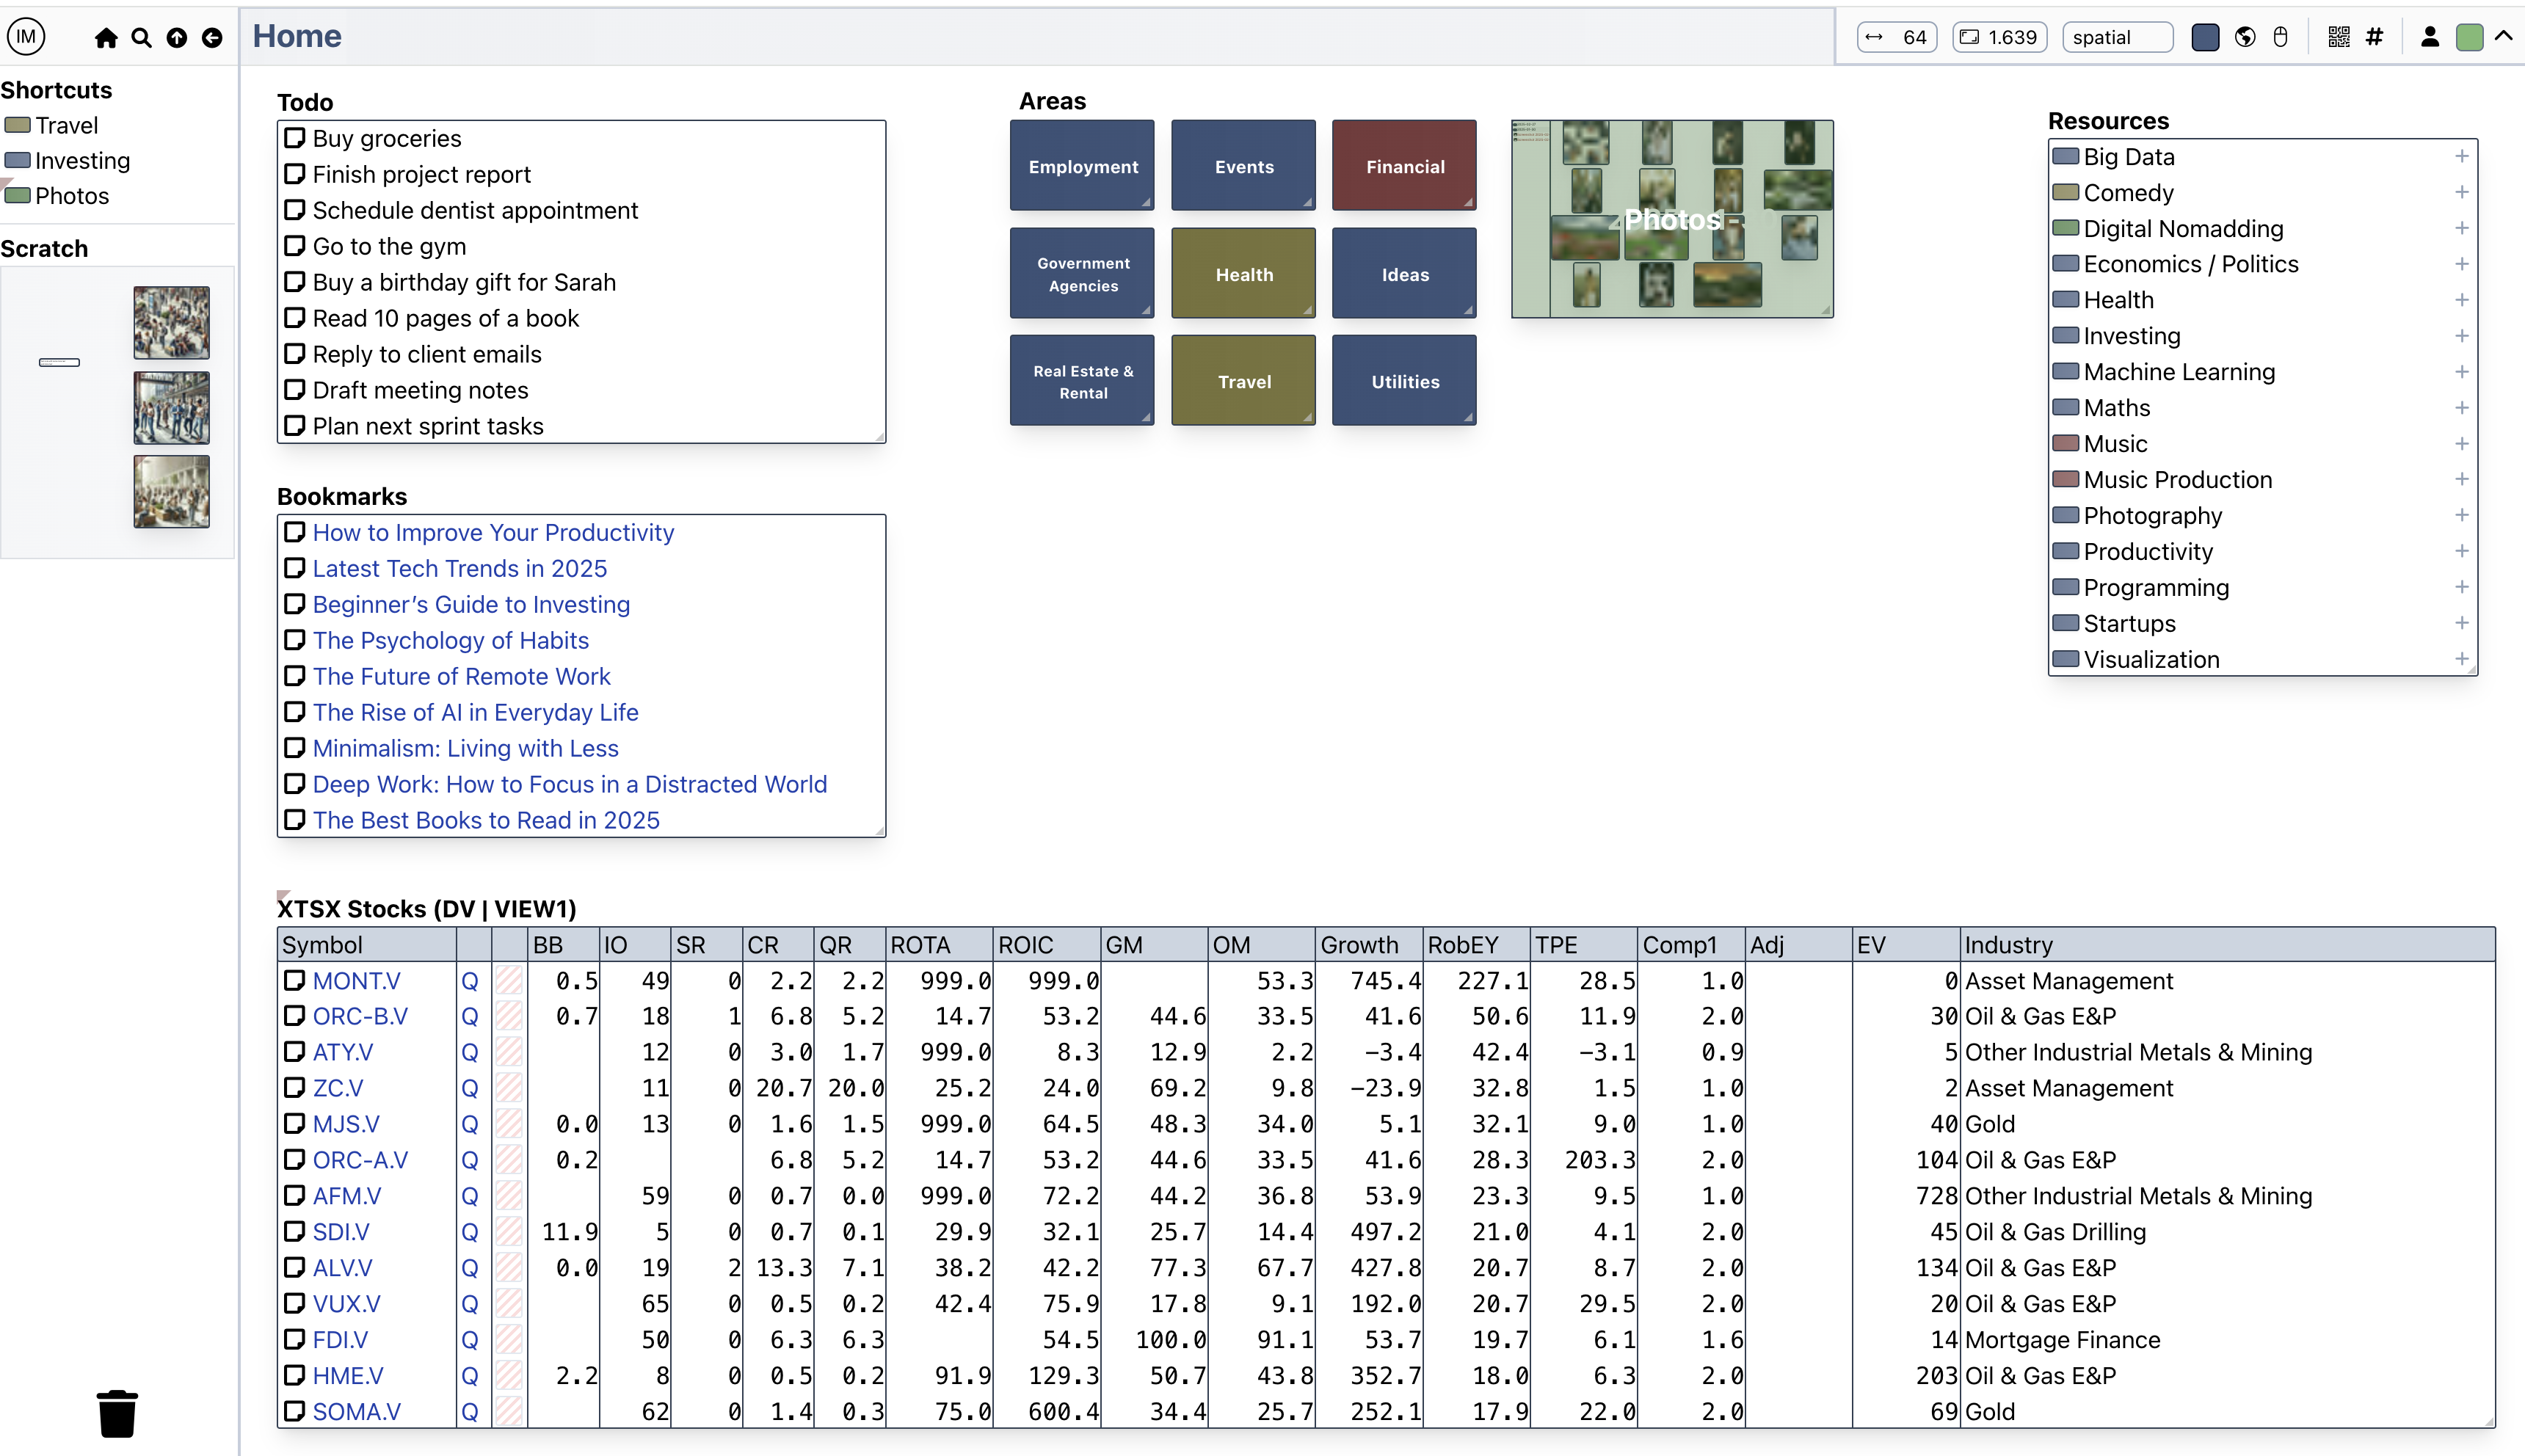 IM
Home
64
1.639
spatial
#
Shortcuts
Travel
Investing
Photos
Scratch
Todo
Buy groceries
Finish project report
Schedule dentist appointment
Go to the gym
Buy a birthday gift for Sarah
Read 10 pages of a book
Reply to client emails
Draft meeting notes
Plan next sprint tasks
Bookmarks
How to Improve Your Productivity
Latest Tech Trends in 2025
Beginner’s Guide to Investing
The Psychology of Habits
The Future of Remote Work
The Rise of AI in Everyday Life
Minimalism: Living with Less
Deep Work: How to Focus in a Distracted World
The Best Books to Read in 2025
Areas
Employment
Events
Financial
Government
Agencies
Health
Ideas
Real Estate &
Rental
Travel
Utilities
Photos
Resources
Big Data +
Comedy +
Digital Nomadding +
Economics / Politics +
Health +
Investing +
Machine Learning +
Maths +
Music +
Music Production +
Photography +
Productivity +
Programming +
Startups +
Visualization +
XTSX Stocks (DV | VIEW1)
Symbol BB IO SR CR QR ROTA ROIC GM OM Growth RobEY TPE Comp1 Adj EV Industry
MONT.V Q 0.5 49 0 2.2 2.2 999.0 999.0 53.3 745.4 227.1 28.5 1.0 0 Asset Management
ORC-B.V Q 0.7 18 1 6.8 5.2 14.7 53.2 44.6 33.5 41.6 50.6 11.9 2.0 30 Oil & Gas E&P
ATY.V Q 12 0 3.0 1.7 999.0 8.3 12.9 2.2 −3.4 42.4 −3.1 0.9 5 Other Industrial Metals & Mining
ZC.V Q 11 0 20.7 20.0 25.2 24.0 69.2 9.8 −23.9 32.8 1.5 1.0 2 Asset Management
MJS.V Q 0.0 13 0 1.6 1.5 999.0 64.5 48.3 34.0 5.1 32.1 9.0 1.0 40 Gold
ORC-A.V Q 0.2 6.8 5.2 14.7 53.2 44.6 33.5 41.6 28.3 203.3 2.0 104 Oil & Gas E&P
AFM.V Q 59 0 0.7 0.0 999.0 72.2 44.2 36.8 53.9 23.3 9.5 1.0 728 Other Industrial Metals & Mining
SDI.V Q 11.9 5 0 0.7 0.1 29.9 32.1 25.7 14.4 497.2 21.0 4.1 2.0 45 Oil & Gas Drilling
ALV.V Q 0.0 19 2 13.3 7.1 38.2 42.2 77.3 67.7 427.8 20.7 8.7 2.0 134 Oil & Gas E&P
VUX.V Q 65 0 0.5 0.2 42.4 75.9 17.8 9.1 192.0 20.7 29.5 2.0 20 Oil & Gas E&P
FDI.V Q 50 0 6.3 6.3 54.5 100.0 91.1 53.7 19.7 6.1 1.6 14 Mortgage Finance
HME.V Q 2.2 8 0 0.5 0.2 91.9 129.3 50.7 43.8 352.7 18.0 6.3 2.0 203 Oil & Gas E&P
SOMA.V Q 62 0 1.4 0.3 75.0 600.4 34.4 25.7 252.1 17.9 22.0 2.0 69 Gold